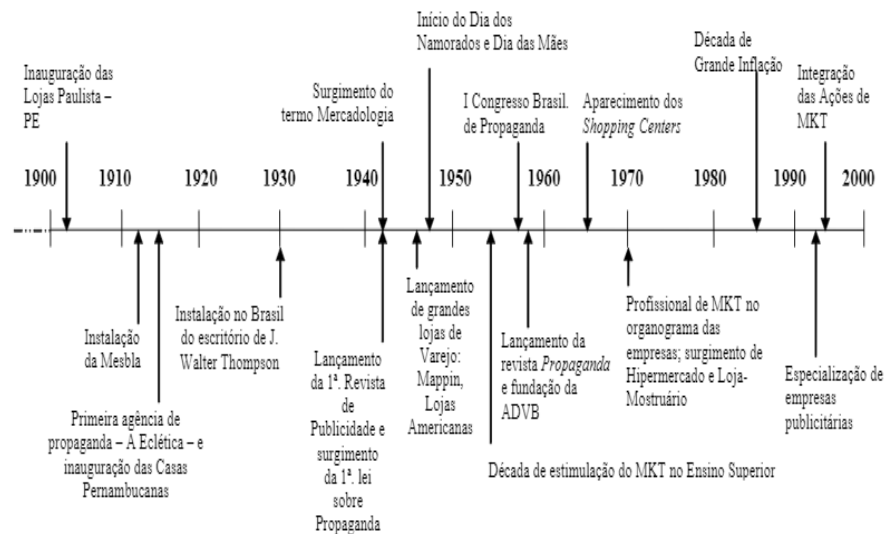 Início do Dia dos
Namorados e Dia das Mães
Década de
Grande Inflação
Inauguração das
Lojas Paulista –
PE
Surgimento do
termo Mercadologia
I Congresso Brasil.
de Propaganda
Aparecimento dos
Shopping Centers
Integração
das Ações de
MKT
1900 1910 1920 1930 1940 1950 1960 1970 1980 1990 2000
Instalação
da Mesbla
Primeira agência de
propaganda – A Eclética – e
inauguração das Casas
Pernambucanas
Instalação no Brasil
do escritório de J.
Walter Thompson
Lançamento
da 1ª. Revista
de
Publicidade e
surgimento
da 1ª. lei
sobre
Propaganda
Lançamento
de grandes
lojas de
Varejo:
Mappin,
Lojas
Americanas
Lançamento da
revista Propaganda
e fundação da
ADVB
Década de estimulação do MKT no Ensino Superior
Profissional de MKT no
organograma das
empresas; surgimento de
Hipermercado e Loja-
Mostruário
Especialização de
empresas
publicitárias